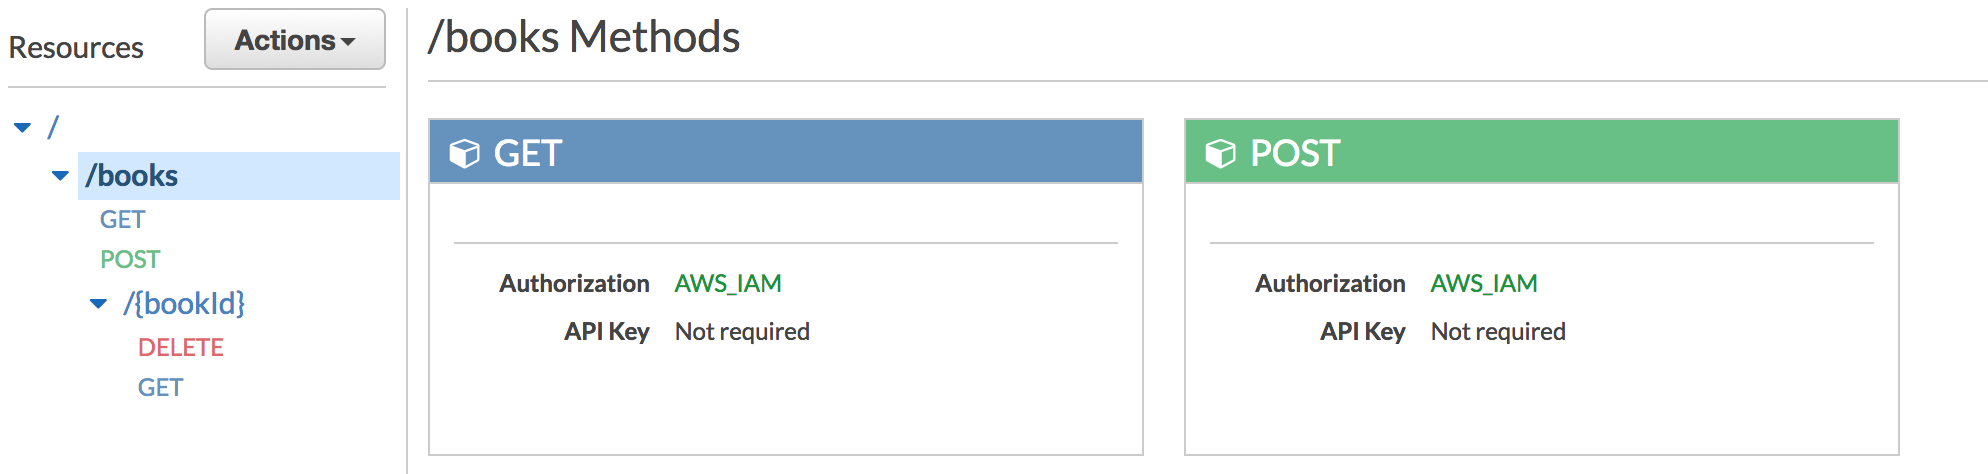 Resources
Actions
/
/books
GET
POST
/{bookId}
DELETE
GET
/books Methods
GET
Authorization AWS_IAM
API Key Not required
POST
Authorization AWS_IAM
API Key Not required